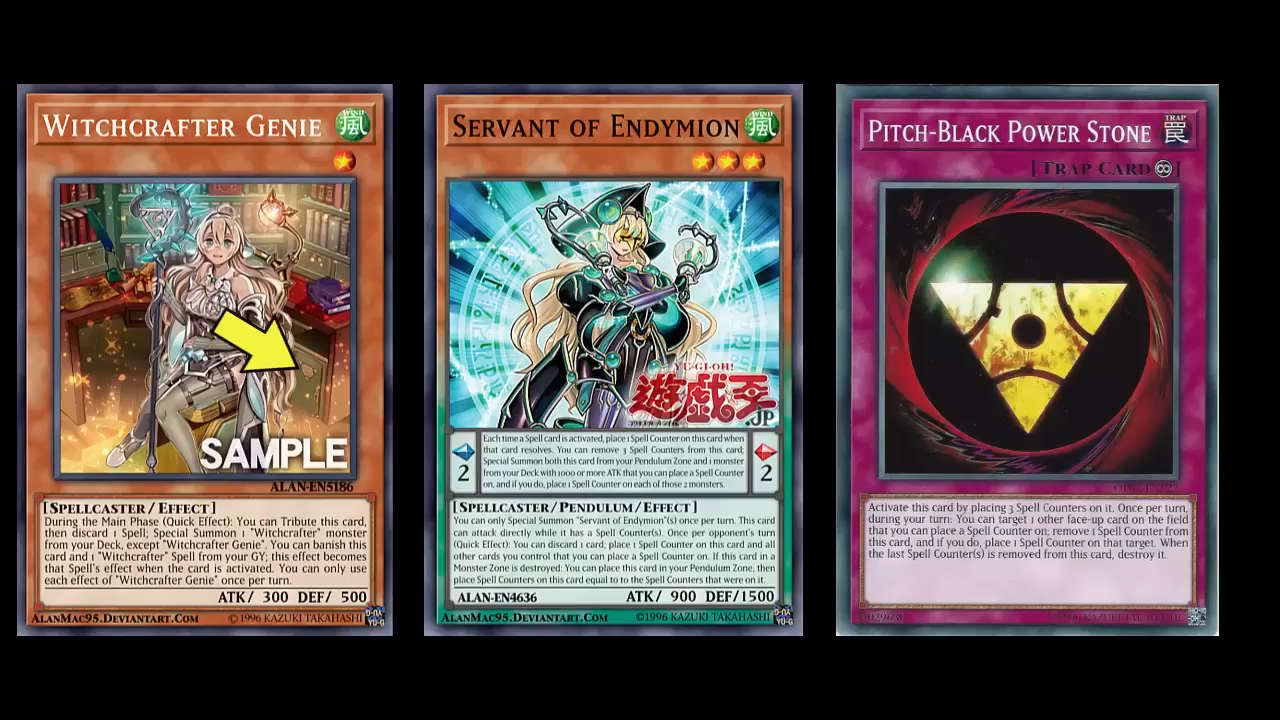 WITCHCRAFTER GENIE
WIND
風
SAMPLE
ALAN-EN5186
[SPELLCASTER/EFFECT]
During the Main Phase (Quick Effect): You can Tribute this card,
then discard 1 Spell; Special Summon 1 "Witchcrafter" monster
from your Deck, except "Witchcrafter Genie". You can banish this
card and 1 "Witchcrafter" Spell from your GY; this effect becomes
that Spell's effect when the card is activated. You can only use
each effect of "Witchcrafter Genie" once per turn.
ATK/ 300 DEF/ 500
ALANMAC95.DEVIANTART.COM ©1996 KAZUKI TAKAHASHI
D-NA
YU-G
SERVANT OF ENDYMION
WIND
風
YU-GI-OH!
遊戯王
.jp
Each time a Spell card is activated, place 1 Spell Counter on this card when
that card resolves. You can remove 3 Spell Counters from this card;
Special Summon both this card from your Pendulum Zone and 1 monster
from your Deck with 1000 or more ATK that you can place a Spell Counter
on, and if you do, place 1 Spell Counter on each of those 2 monsters.
2
2
[SPELLCASTER/PENDULUM/EFFECT]
You can only Special Summon "Servant of Endymion"(s) once per turn. This card
can attack directly while it has a Spell Counter(s). Once per opponent's turn
(Quick Effect): You can discard 1 card; place 1 Spell Counter on this card and all
other cards you control that you can place a Spell Counter on. If this card in a
Monster Zone is destroyed: You can place this card in your Pendulum Zone, then
place Spell Counters on this card equal to to the Spell Counters that were on it.
ALAN-EN4636 ATK/ 900 DEF/1500
ALANMAC95.DEVIANTART.COM ©1996 KAZUKI TAKAHASHI
D-NA
YU-G
PITCH-BLACK POWER STONE
TRAP
罠
[TRAP CARD]
Activate this card by placing 3 Spell Counters on it. Once per turn,
during your turn: You can target 1 other face-up card on the field
that you can place a Spell Counter on; remove 1 Spell Counter from
this card, and if you do, place 1 Spell Counter on that target. When
the last Spell Counter(s) is removed from this card, destroy it.